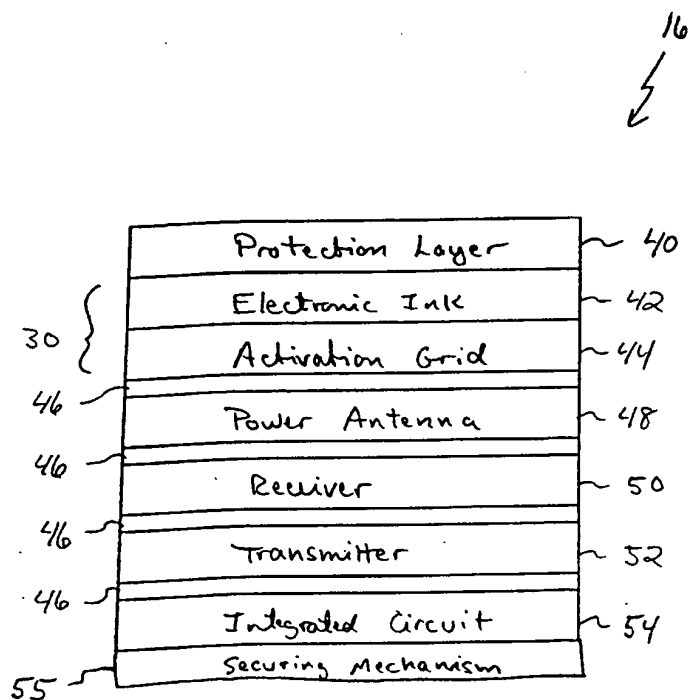 16
Protection Layer 40
Electronic Ink 42
30
Activation Grid 44
46
Power Antenna 48
46
Receiver 50
46
Transmitter 52
46
Integrated Circuit 54
Securing Mechanism
55